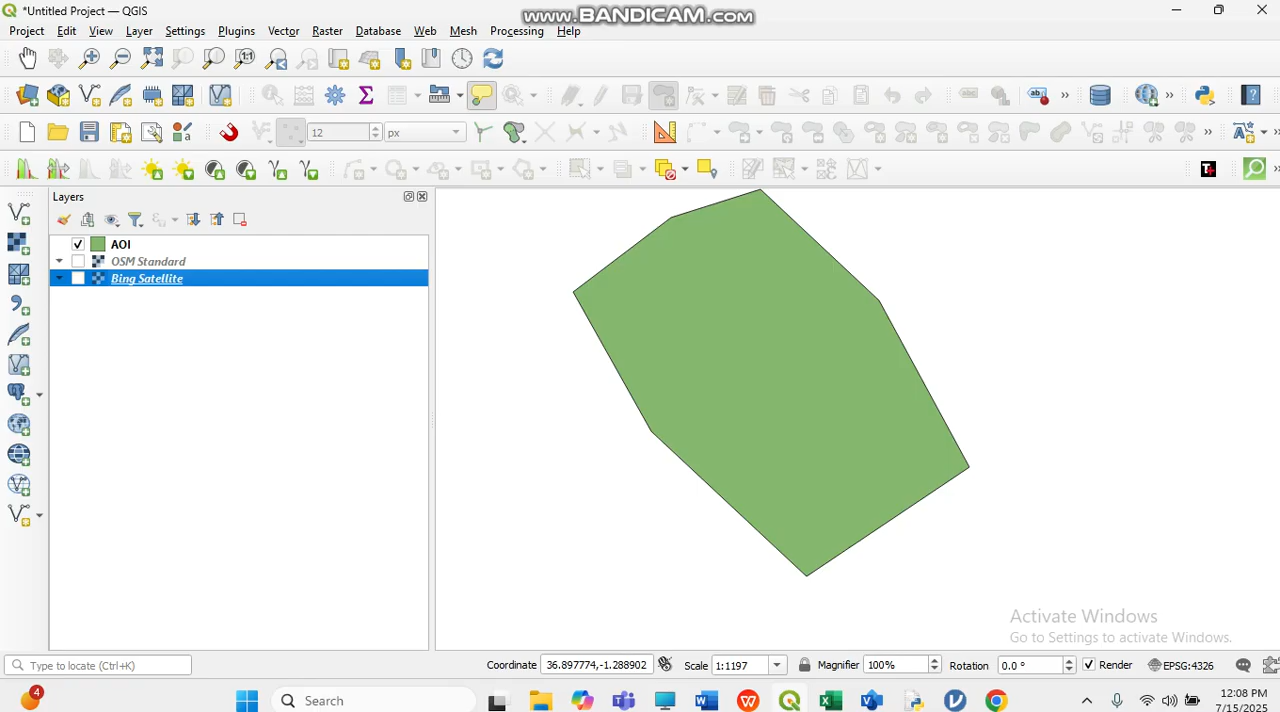 *Untitled Project — QGIS
www.BANDICAM.com
Project Edit View Layer Settings Plugins Vector Raster Database Web Mesh Processing Help
12
px
Layers
AOI
OSM Standard
Bing Satellite
Activate Windows
Go to Settings to activate Windows.
Type to locate (Ctrl+K)
Coordinate 36.897774,-1.288902 Scale 1:1197 Magnifier 100% Rotation 0.0 ° Render EPSG:4326
4
Search
12:08 PM
7/15/2025